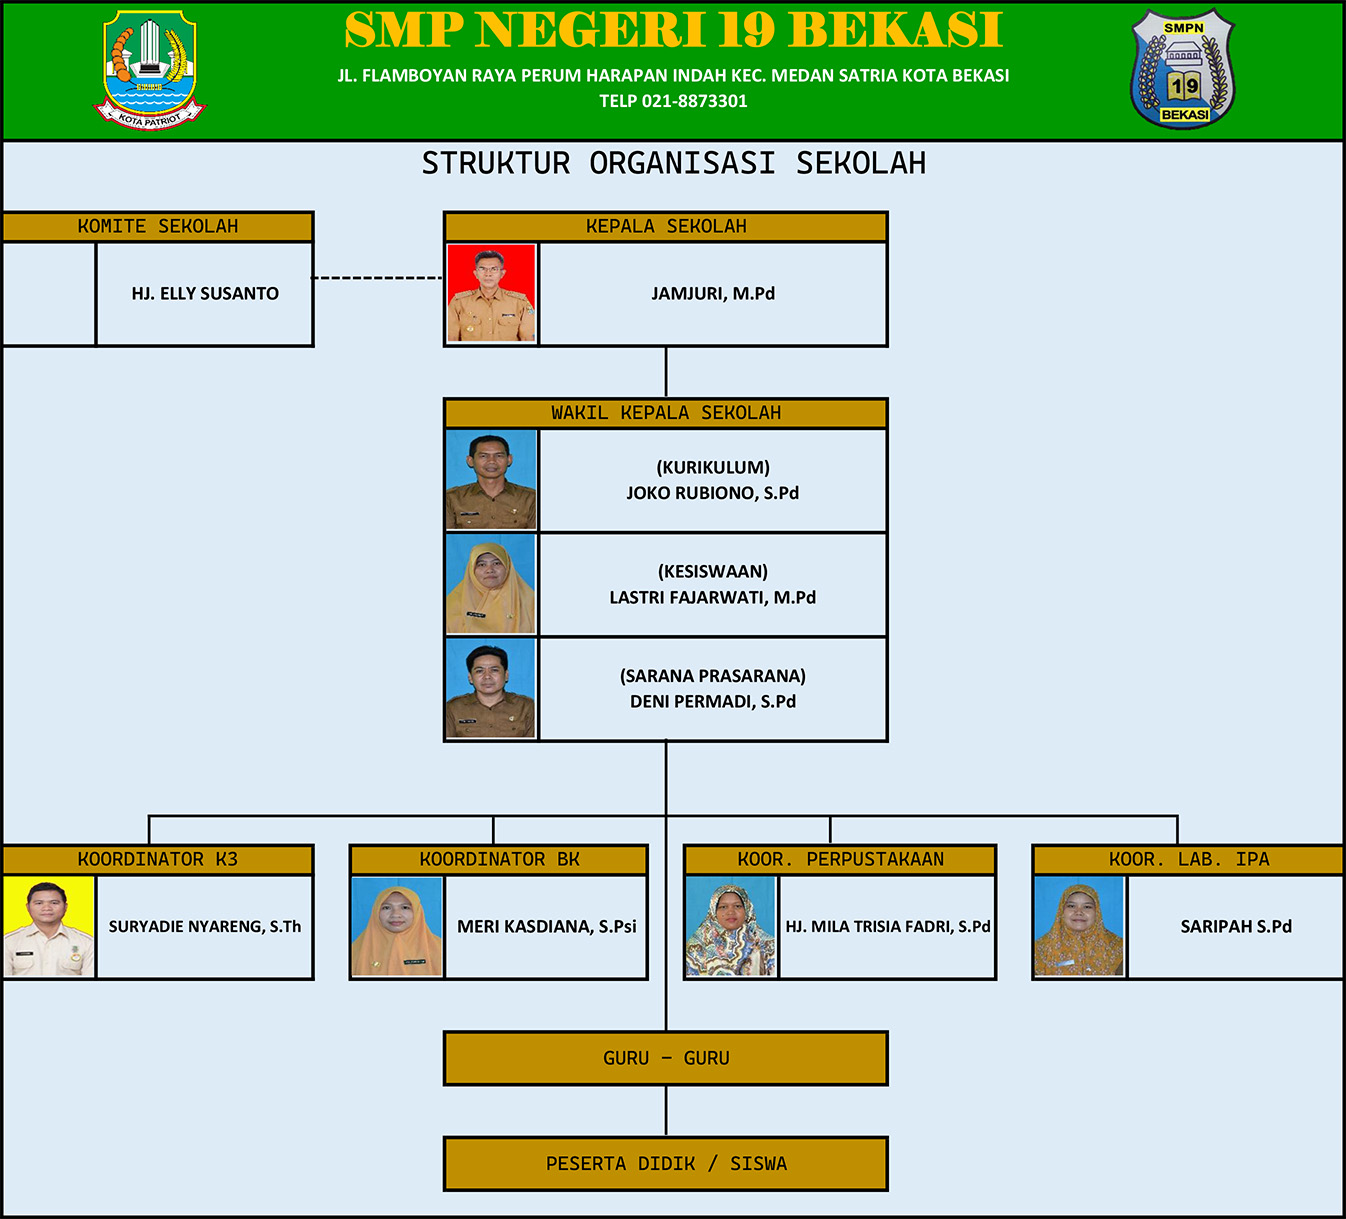 SMP NEGERI 19 BEKASI
JL. FLAMBOYAN RAYA PERUM HARAPAN INDAH KEC. MEDAN SATRIA KOTA BEKASI
TELP 021-8873301
KOTA PATRIOT
SMPN
19
BEKASI
STRUKTUR ORGANISASI SEKOLAH
KOMITE SEKOLAH
HJ. ELLY SUSANTO
KEPALA SEKOLAH
JAMJURI, M.Pd
WAKIL KEPALA SEKOLAH
(KURIKULUM)
JOKO RUBIONO, S.Pd
(KESISWAAN)
LASTRI FAJARWATI, M.Pd
(SARANA PRASARANA)
DENI PERMADI, S.Pd
KOORDINATOR K3
SURYADIE NYARENG, S.Th
KOORDINATOR BK
MERI KASDIANA, S.Psi
KOOR. PERPUSTAKAAN
HJ. MILA TRISIA FADRI, S.Pd
KOOR. LAB. IPA
SARIPAH S.Pd
GURU – GURU
PESERTA DIDIK / SISWA